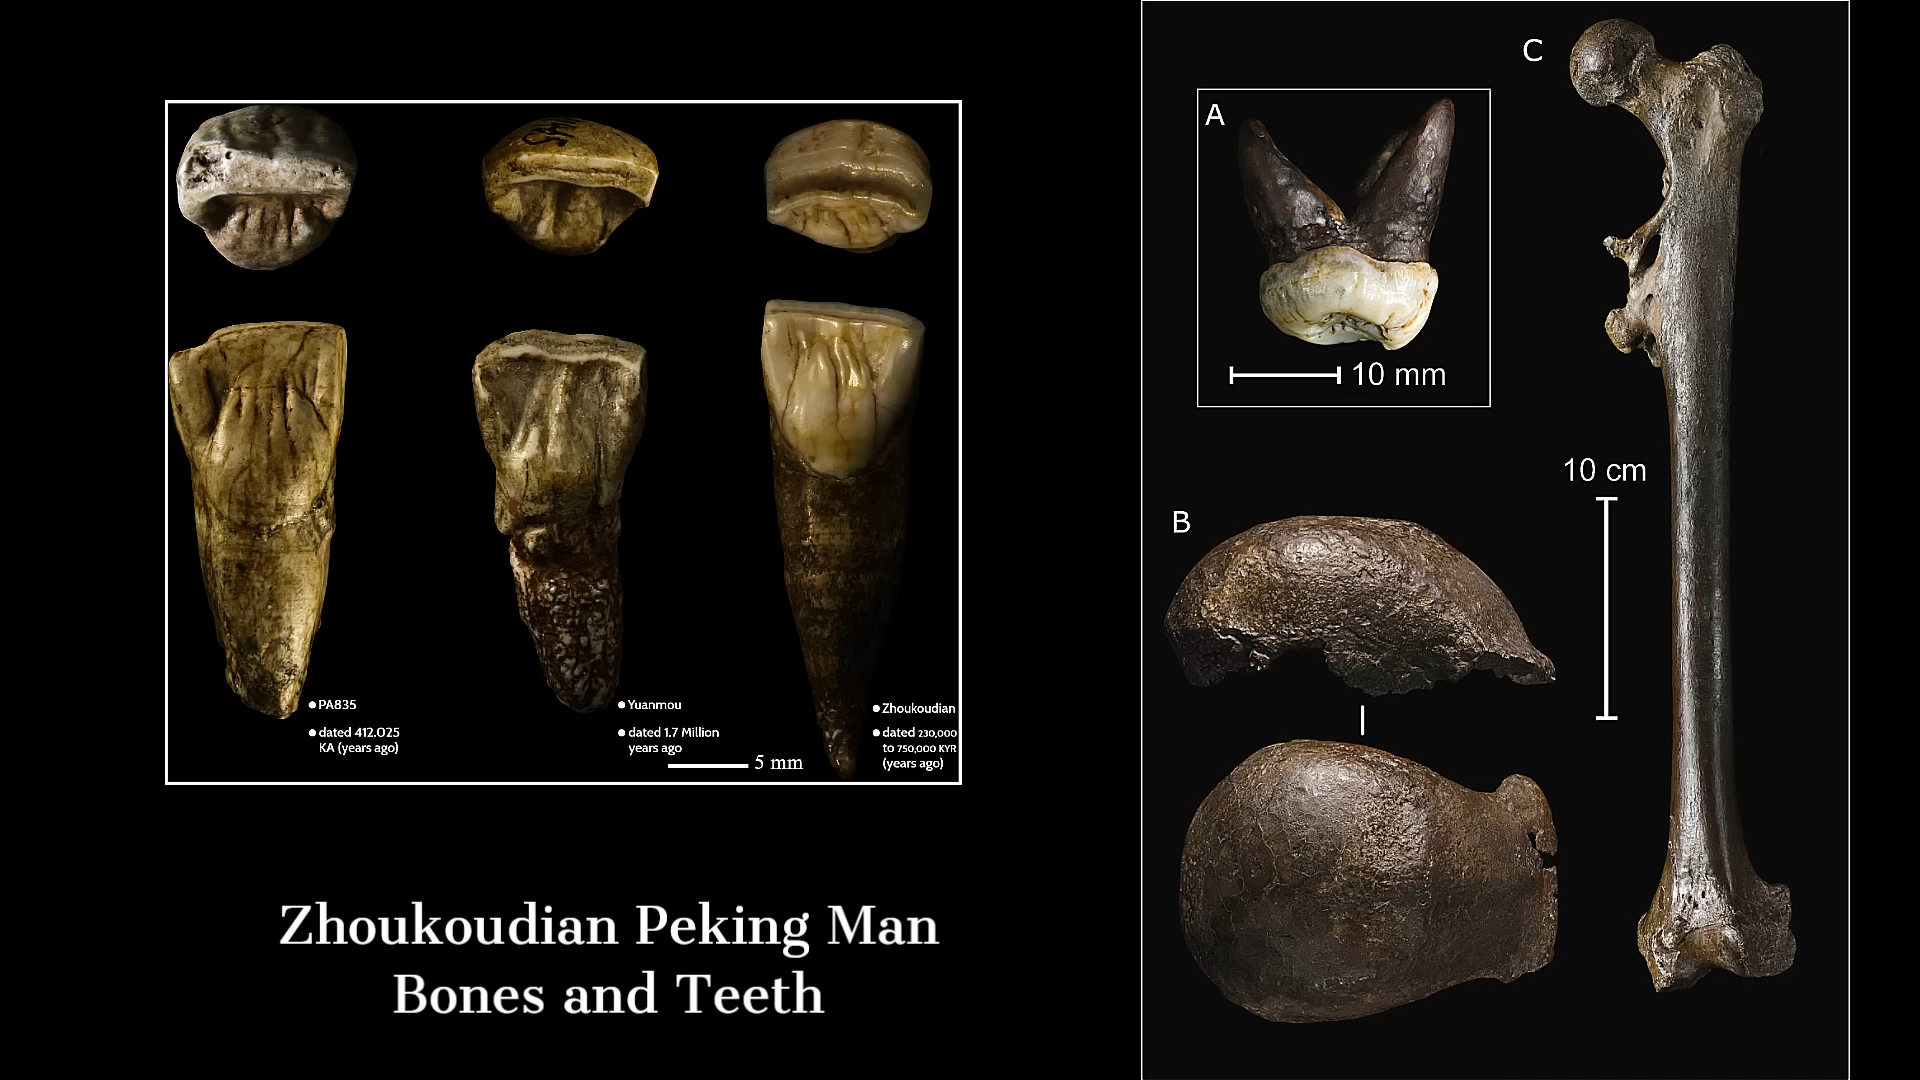 PA835
dated 412.025
KA (years ago)
Yuanmou
dated 1.7 Million
years ago
5 mm
Zhoukoudian
dated 230,000
to 750,000 KYR
(years ago)
Zhoukoudian Peking Man
Bones and Teeth
A
10 mm
B
C
10 cm